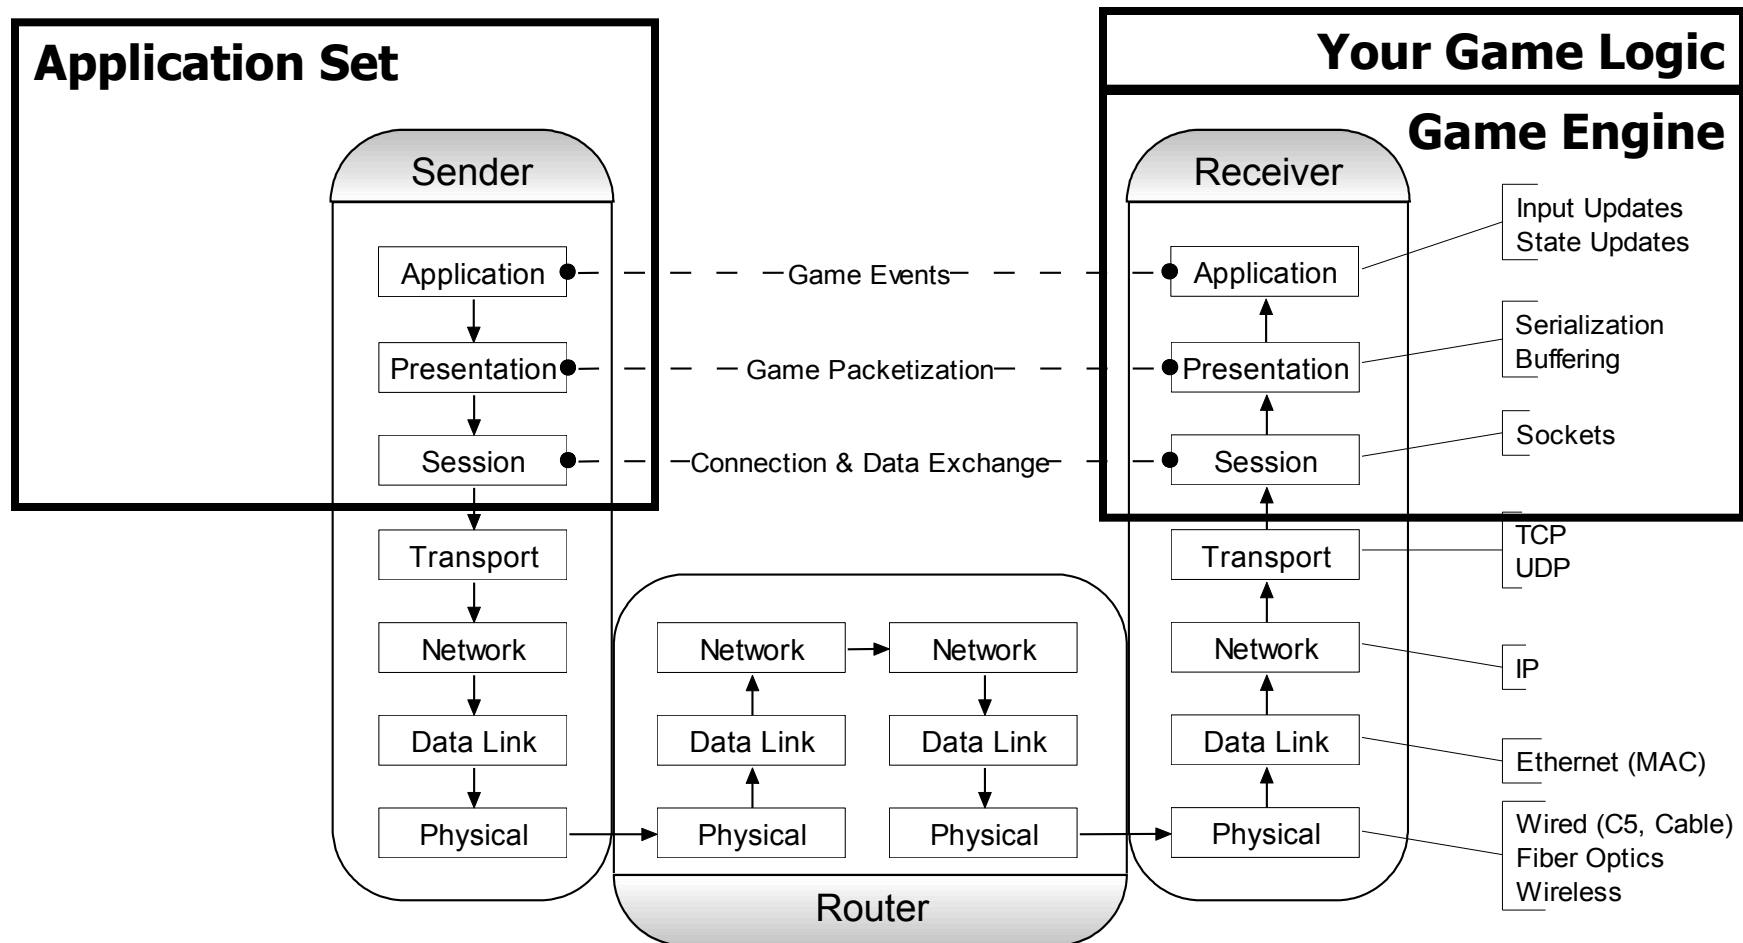 Application Set
Your Game Logic
Game Engine
Sender
Receiver
Input Updates
State Updates
Application
Game Events
Application
Serialization
Buffering
Presentation
Game Packetization
Presentation
Sockets
Session
Connection & Data Exchange
Session
TCP
UDP
Transport
Transport
Network
Network
Network
Network
IP
Data Link
Data Link
Data Link
Data Link
Ethernet (MAC)
Physical
Physical
Physical
Physical
Wired (C5, Cable)
Fiber Optics
Wireless
Router